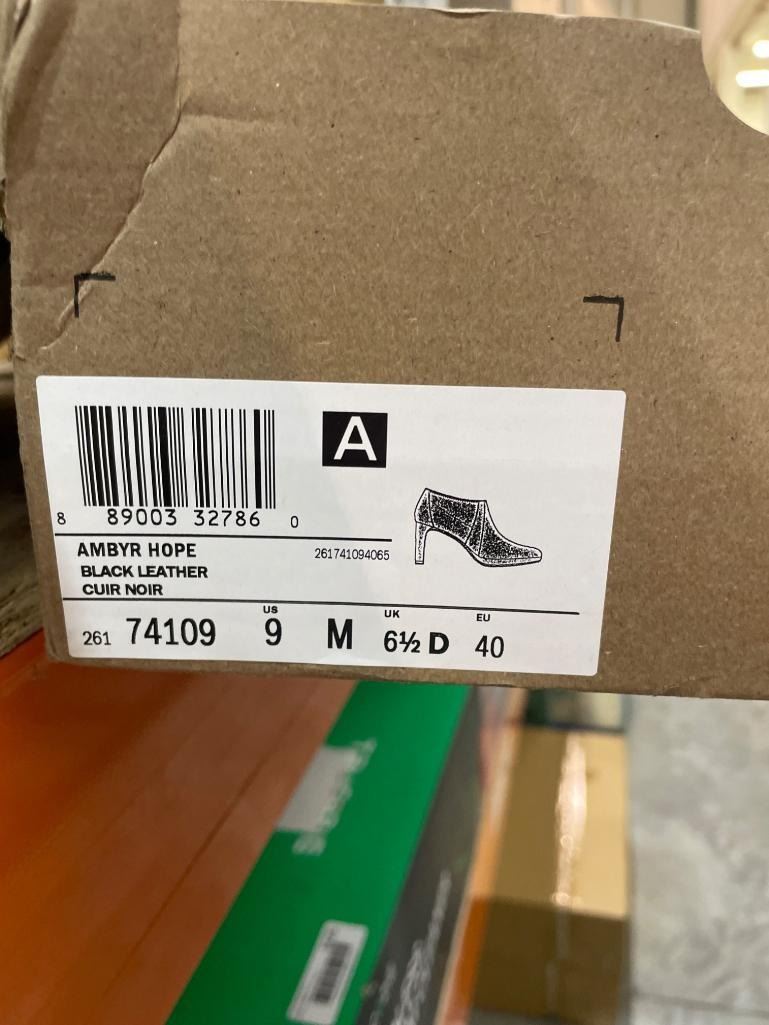 A
8 89003 32786 0
AMBYR HOPE 261741094065
BLACK LEATHER
CUIR NOIR
US UK EU
261 74109 9 M 6½ D 40